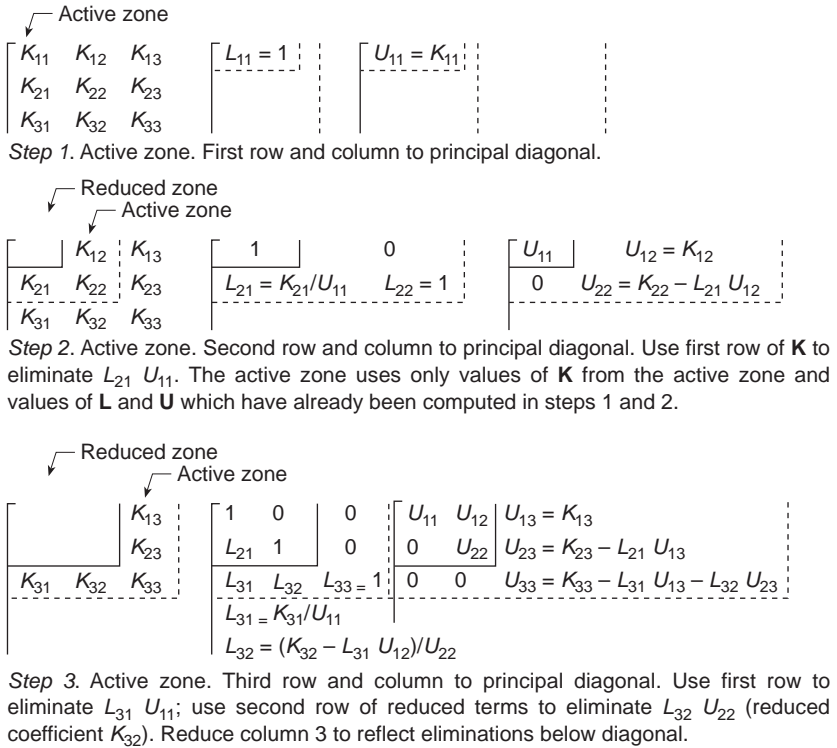 Active zone
K11 K12 K13 L11 = 1 U11 = K11
K21 K22 K23
K31 K32 K33
Step 1. Active zone. First row and column to principal diagonal.
Reduced zone
Active zone
K12 K13 1 0 U11 U12 = K12
K21 K22 K23 L21 = K21/U11 L22 = 1 0 U22 = K22 – L21 U12
K31 K32 K33
Step 2. Active zone. Second row and column to principal diagonal. Use first row of K to
eliminate L21 U11. The active zone uses only values of K from the active zone and
values of L and U which have already been computed in steps 1 and 2.
Reduced zone
Active zone
K13 1 0 0 U11 U12 U13 = K13
K23 L21 1 0 0 U22 U23 = K23 – L21 U13
K31 K32 K33 L31 L32 L33 = 1 0 0 U33 = K33 – L31 U13 – L32 U23
L31 = K31/U11
L32 = (K32 – L31 U12)/U22
Step 3. Active zone. Third row and column to principal diagonal. Use first row to
eliminate L31 U11; use second row of reduced terms to eliminate L32 U22 (reduced
coefficient K32). Reduce column 3 to reflect eliminations below diagonal.